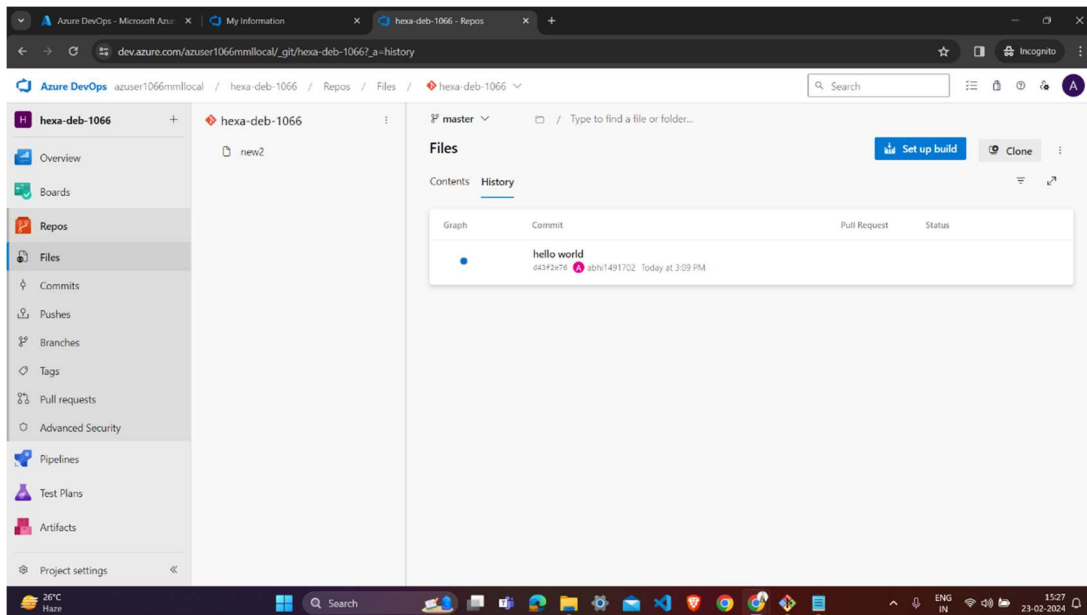 Azure DevOps - Microsoft Azur
My Information
hexa-deb-1066 - Repos
dev.azure.com/azuser1066mmllocal/_git/hexa-deb-1066?_a=history
Incognito
Azure DevOps azuser1066mmllocal / hexa-deb-1066 / Repos / Files / hexa-deb-1066
Search
A
H hexa-deb-1066 +
Overview
Boards
Repos
Files
Commits
Pushes
Branches
Tags
Pull requests
Advanced Security
Pipelines
Test Plans
Artifacts
Project settings
hexa-deb-1066
new2
master / Type to find a file or folder...
Files
Set up build
Clone
Contents History
Graph Commit Pull Request Status
hello world
d43f2e76 A abhi1491702 Today at 3:09 PM
26°C
Haze
Search
ENG
IN
15:27
23-02-2024